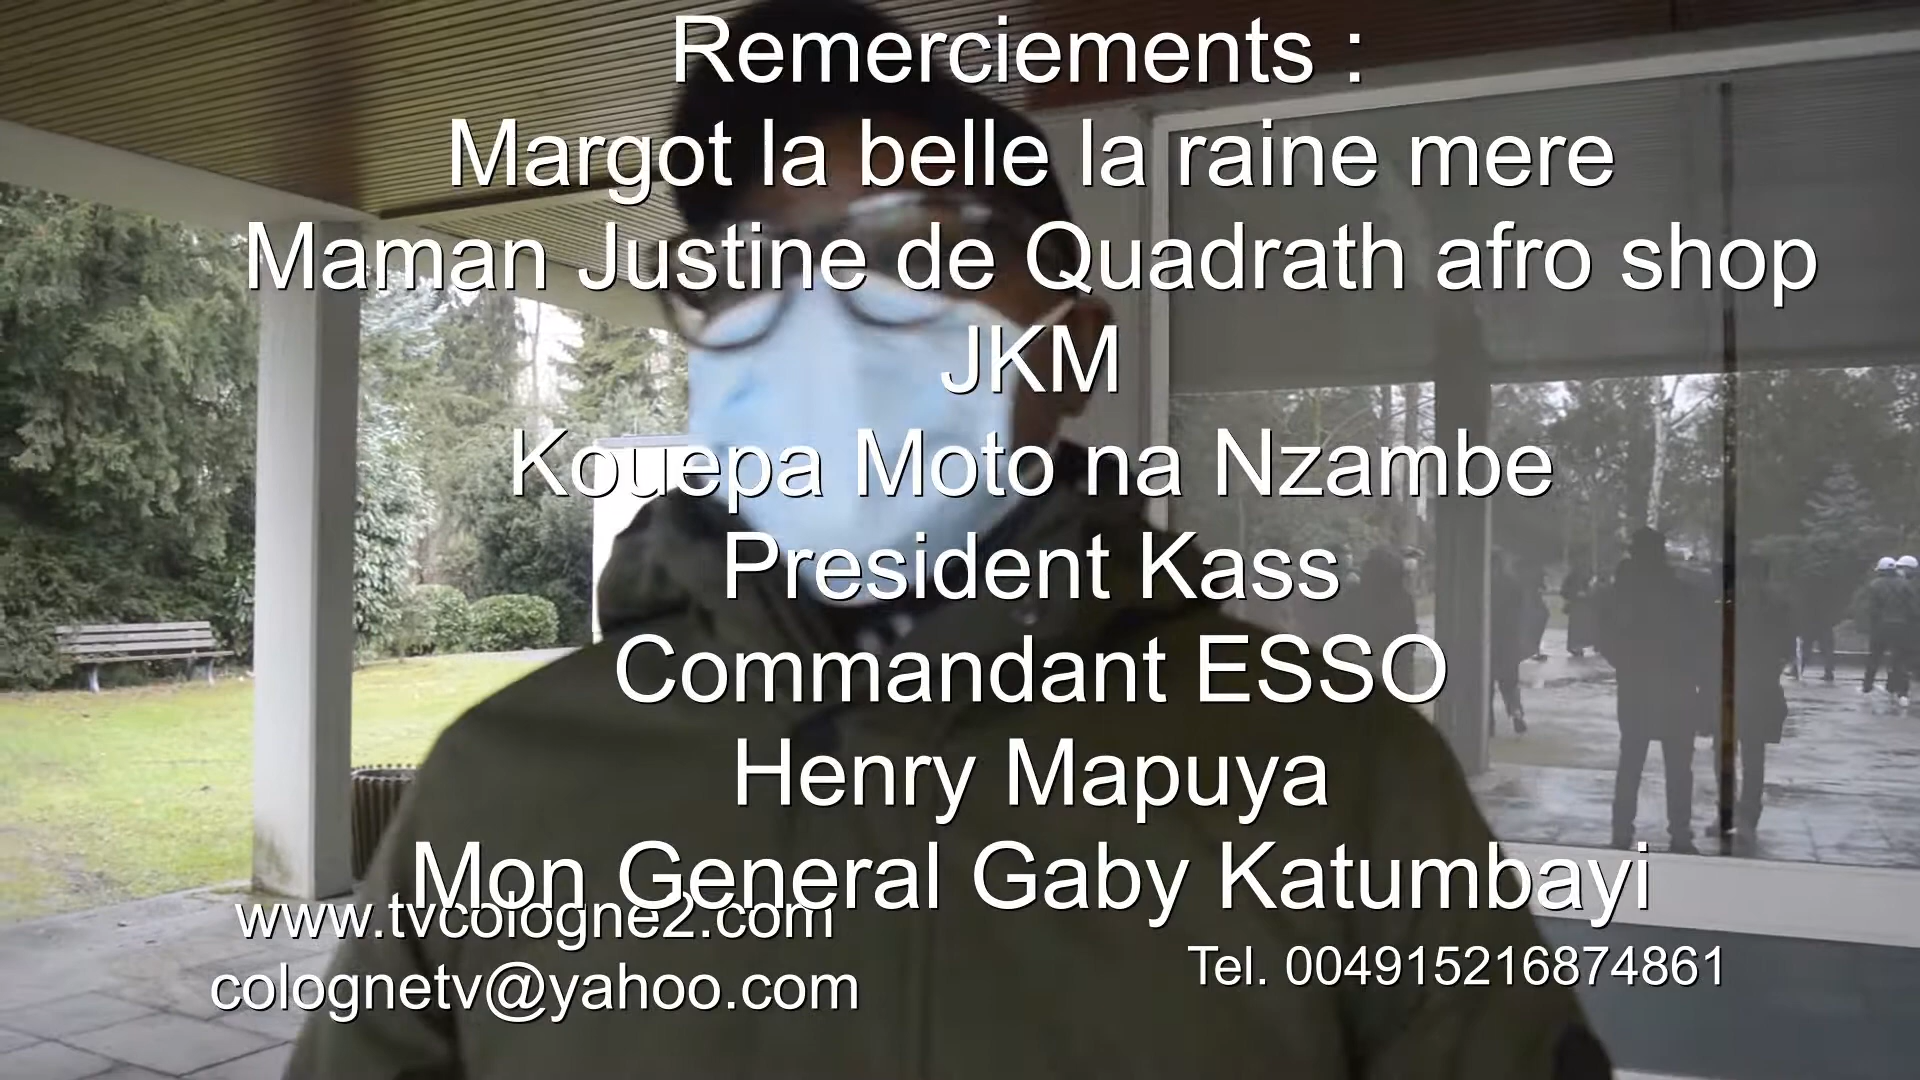 Remerciements :
Margot la belle la raine mere
Maman Justine de Quadrath afro shop
JKM
Kouepa Moto na Nzambe
President Kass
Commandant ESSO
Henry Mapuya
Mon General Gaby Katumbayi
www.tvcologne2.com
colognetv@yahoo.com
Tel. 004915216874861